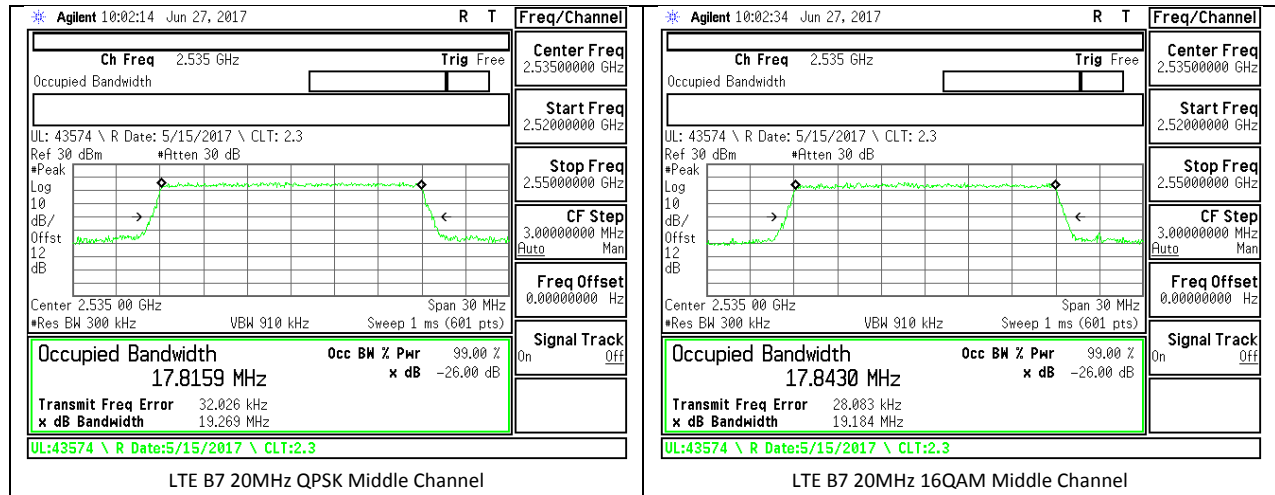 Agilent 10:02:14 Jun 27, 2017 R T
Freq/Channel
Ch Freq 2.535 GHz Trig Free
Occupied Bandwidth
UL: 43574 \ R Date: 5/15/2017 \ CLT: 2.3
Ref 30 dBm #Atten 30 dB
#Peak
Log
10
dB/
Offst
12
dB
Center 2.535 00 GHz Span 30 MHz
#Res BW 300 kHz VBW 910 kHz Sweep 1 ms (601 pts)
Occupied Bandwidth Occ BW % Pwr 99.00 %
17.8159 MHz x dB -26.00 dB
Transmit Freq Error 32.026 kHz
x dB Bandwidth 19.269 MHz
UL:43574 \ R Date:5/15/2017 \ CLT:2.3
Center Freq
2.53500000 GHz
Start Freq
2.52000000 GHz
Stop Freq
2.55000000 GHz
CF Step
3.00000000 MHz
Auto Man
Freq Offset
0.00000000 Hz
Signal Track
On Off
LTE B7 20MHz QPSK Middle Channel
Agilent 10:02:34 Jun 27, 2017 R T
Freq/Channel
Ch Freq 2.535 GHz Trig Free
Occupied Bandwidth
UL: 43574 \ R Date: 5/15/2017 \ CLT: 2.3
Ref 30 dBm #Atten 30 dB
#Peak
Log
10
dB/
Offst
12
dB
Center 2.535 00 GHz Span 30 MHz
#Res BW 300 kHz VBW 910 kHz Sweep 1 ms (601 pts)
Occupied Bandwidth Occ BW % Pwr 99.00 %
17.8430 MHz x dB -26.00 dB
Transmit Freq Error 28.083 kHz
x dB Bandwidth 19.184 MHz
UL:43574 \ R Date:5/15/2017 \ CLT:2.3
Center Freq
2.53500000 GHz
Start Freq
2.52000000 GHz
Stop Freq
2.55000000 GHz
CF Step
3.00000000 MHz
Auto Man
Freq Offset
0.00000000 Hz
Signal Track
On Off
LTE B7 20MHz 16QAM Middle Channel